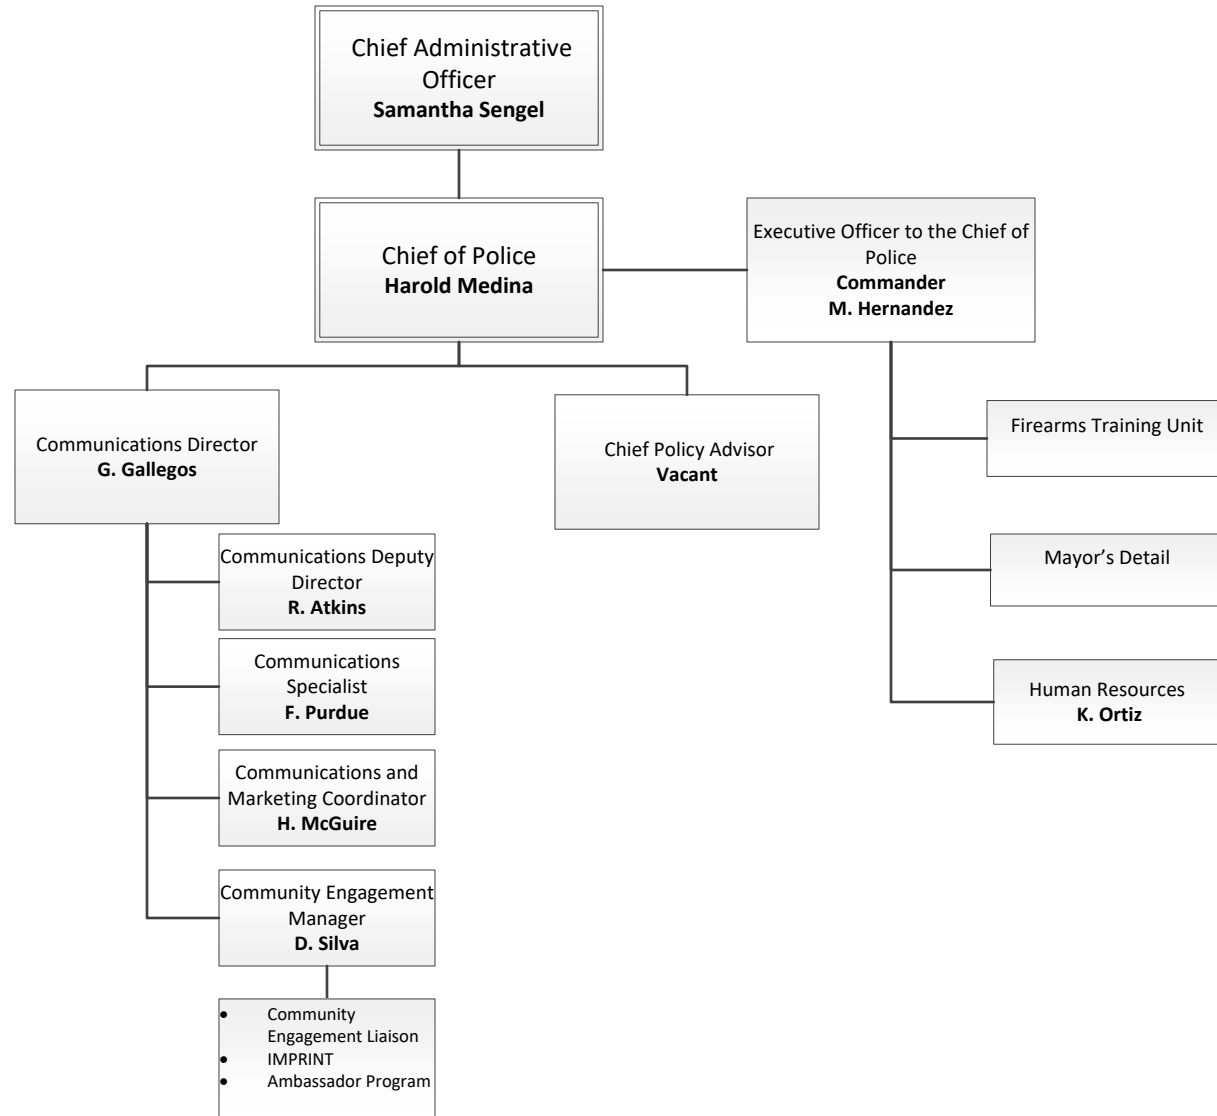 Chief Administrative
Officer
Samantha Sengel
Chief of Police
Harold Medina
Executive Officer to the Chief of
Police
Commander
M. Hernandez
Communications Director
G. Gallegos
Chief Policy Advisor
Vacant
Firearms Training Unit
Mayor’s Detail
Human Resources
K. Ortiz
Communications Deputy
Director
R. Atkins
Communications
Specialist
F. Purdue
Communications and
Marketing Coordinator
H. McGuire
Community Engagement
Manager
D. Silva
• Community
Engagement Liaison
• IMPRINT
• Ambassador Program